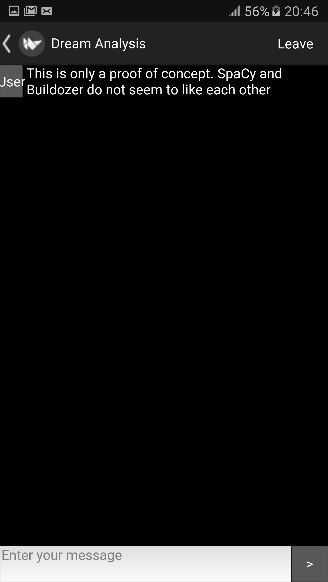 56% 20:46
Dream Analysis Leave
User This is only a proof of concept. SpaCy and
Buildozer do not seem to like each other
Enter your message >